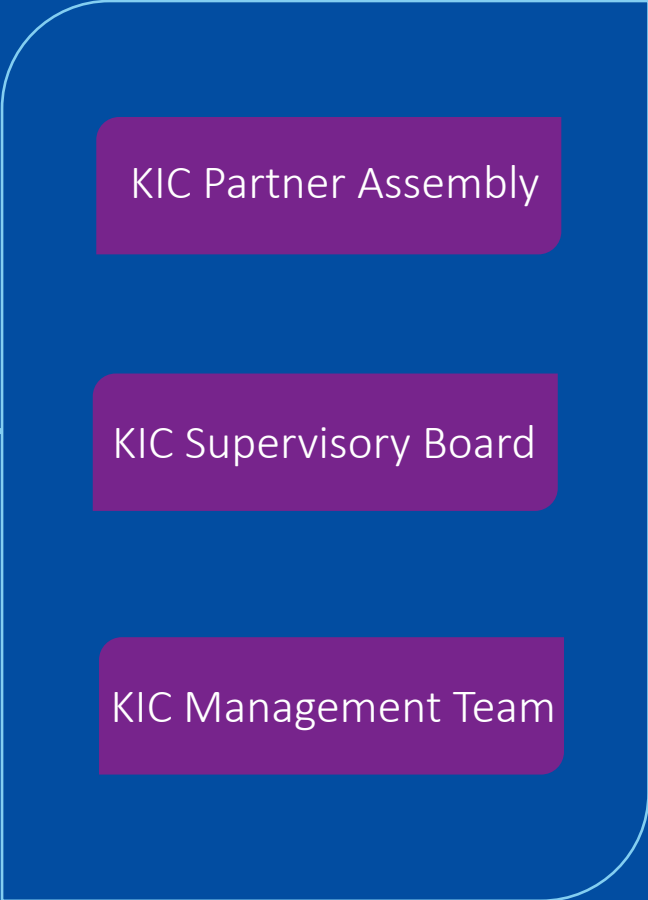 KIC Partner Assembly
KIC Supervisory Board
KIC Management Team